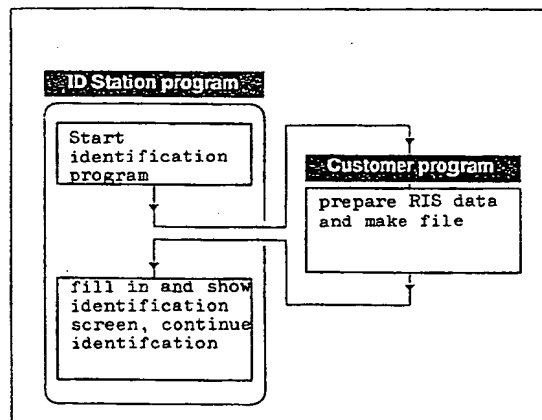 ID Station program
Start
identification
program
Customer program
prepare RIS data
and make file
fill in and show
identification
screen, continue
identifcation